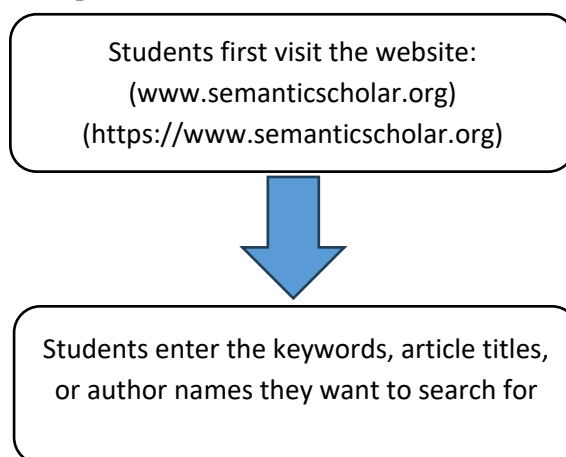 Students first visit the website:
(www.semanticscholar.org)
(https://www.semanticscholar.org)
Students enter the keywords, article titles,
or author names they want to search for